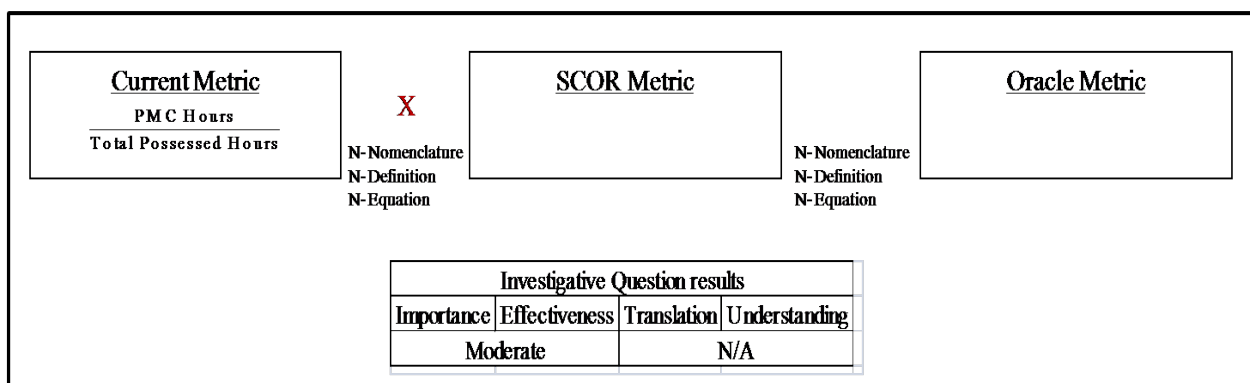 Current Metric
PMC Hours
Total Possessed Hours
X
N-Nomenclature
N-Definition
N-Equation
SCOR Metric
N-Nomenclature
N-Definition
N-Equation
Oracle Metric
Investigative Question results
Importance Effectiveness Translation Understanding
Moderate N/A